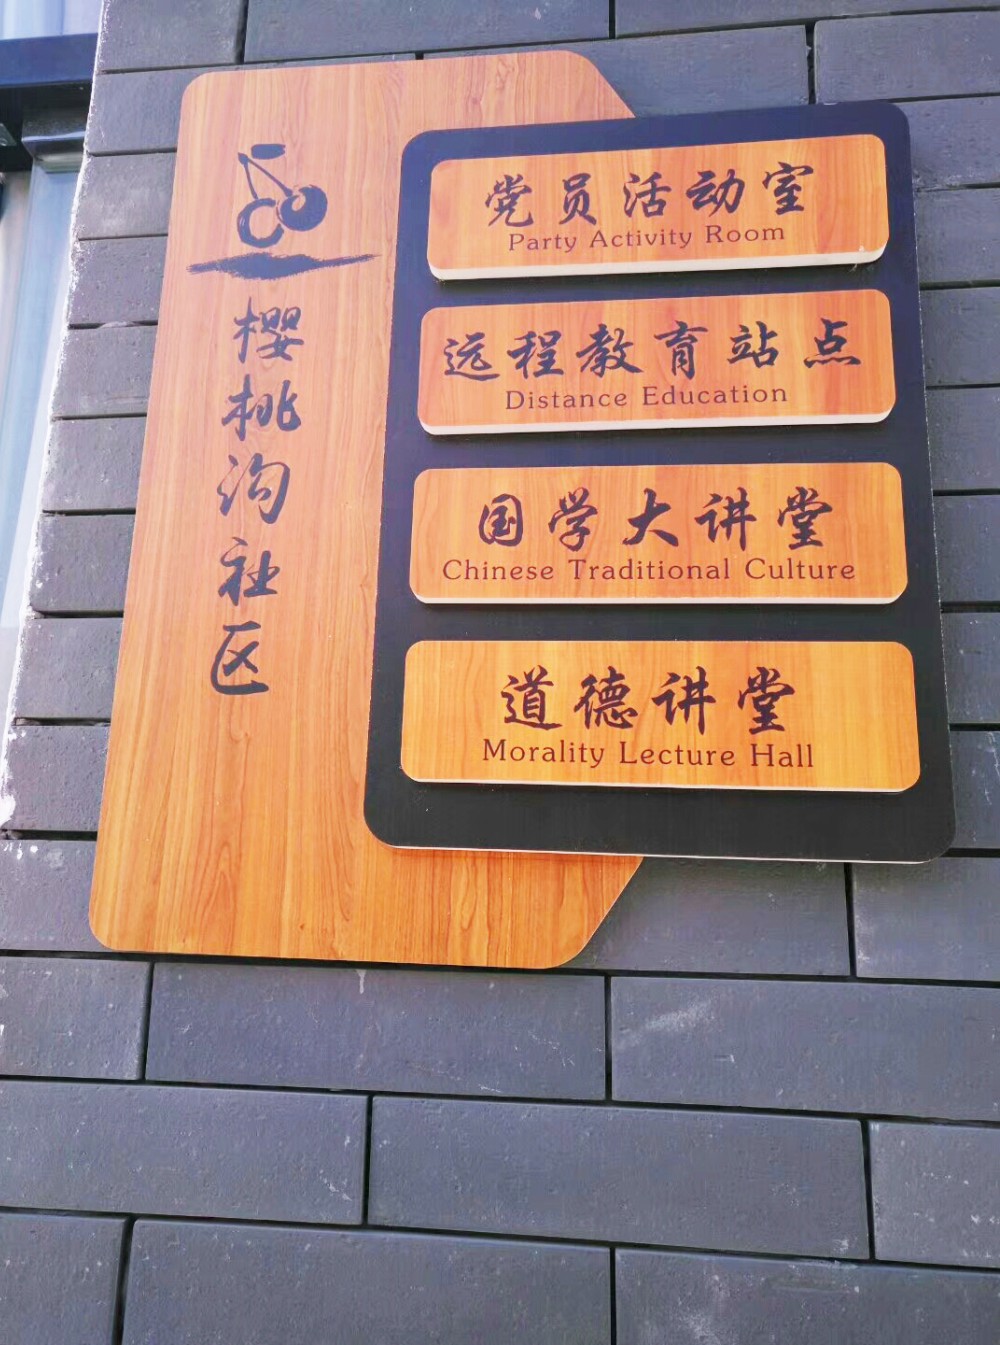 樱桃沟社区
党员活动室
Party Activity Room
远程教育站点
Distance Education
国学大讲堂
Chinese Traditional Culture
道德讲堂
Morality Lecture Hall